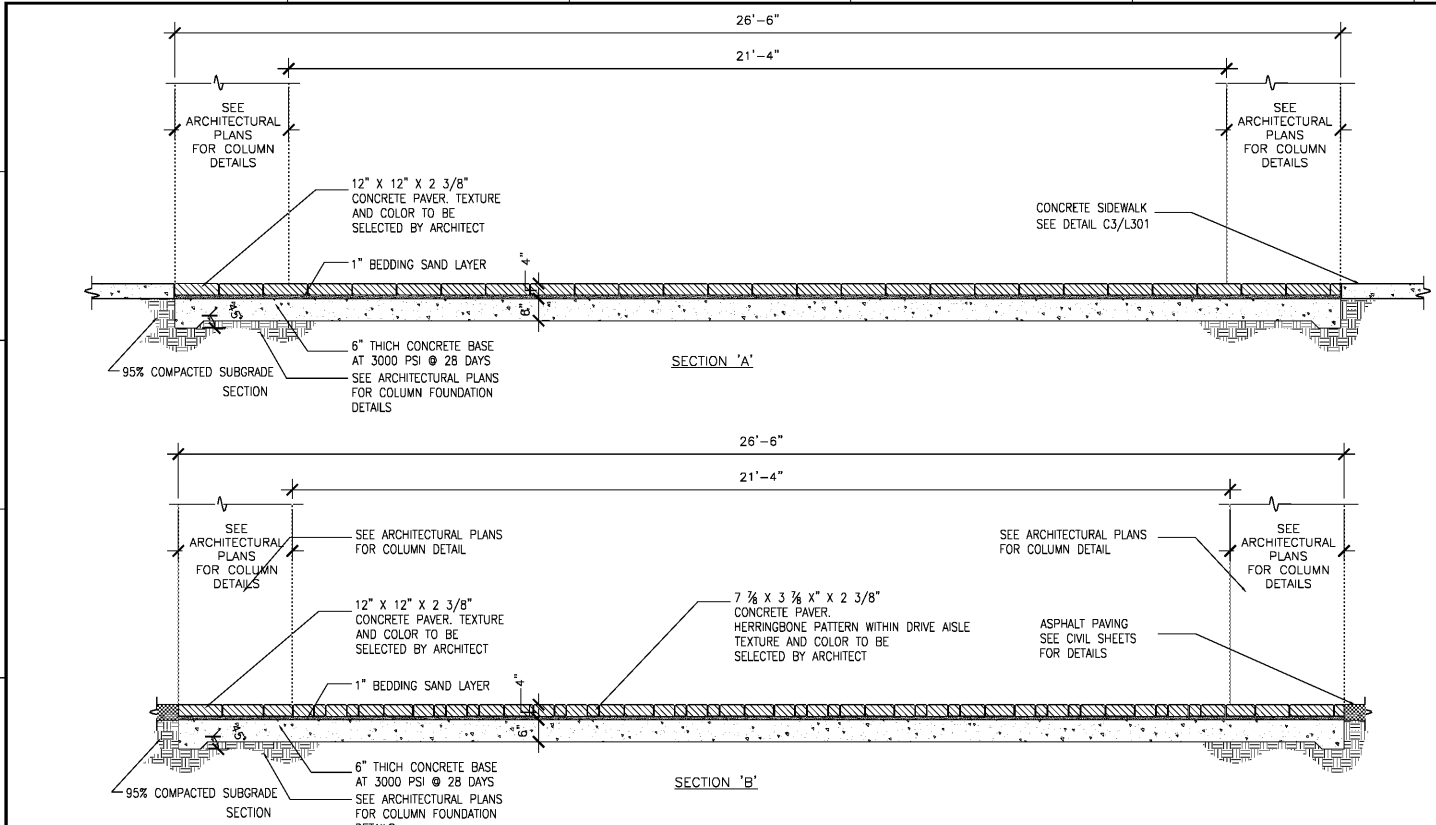 26'-6"
21'-4"
SEE
ARCHITECTURAL
PLANS
FOR COLUMN
DETAILS
SEE
ARCHITECTURAL
PLANS
FOR COLUMN
DETAILS
12" X 12" X 2 3/8"
CONCRETE PAVER. TEXTURE
AND COLOR TO BE
SELECTED BY ARCHITECT
CONCRETE SIDEWALK
SEE DETAIL C3/L301
1" BEDDING SAND LAYER
4"
45°
6" THICH CONCRETE BASE
AT 3000 PSI @ 28 DAYS
SEE ARCHITECTURAL PLANS
FOR COLUMN FOUNDATION
DETAILS
95% COMPACTED SUBGRADE
SECTION
SECTION 'A'
26'-6"
21'-4"
SEE
ARCHITECTURAL
PLANS
FOR COLUMN
DETAILS
SEE ARCHITECTURAL PLANS
FOR COLUMN DETAIL
SEE ARCHITECTURAL PLANS
FOR COLUMN DETAIL
SEE
ARCHITECTURAL
PLANS
FOR COLUMN
DETAILS
12" X 12" X 2 3/8"
CONCRETE PAVER. TEXTURE
AND COLOR TO BE
SELECTED BY ARCHITECT
7 ⅞ X 3 ⅞ X" X 2 3/8"
CONCRETE PAVER.
HERRINGBONE PATTERN WITHIN DRIVE AISLE
TEXTURE AND COLOR TO BE
SELECTED BY ARCHITECT
ASPHALT PAVING
SEE CIVIL SHEETS
FOR DETAILS
1" BEDDING SAND LAYER
4"
6"
45°
6" THICH CONCRETE BASE
AT 3000 PSI @ 28 DAYS
SEE ARCHITECTURAL PLANS
FOR COLUMN FOUNDATION
95% COMPACTED SUBGRADE
SECTION
SECTION 'B'